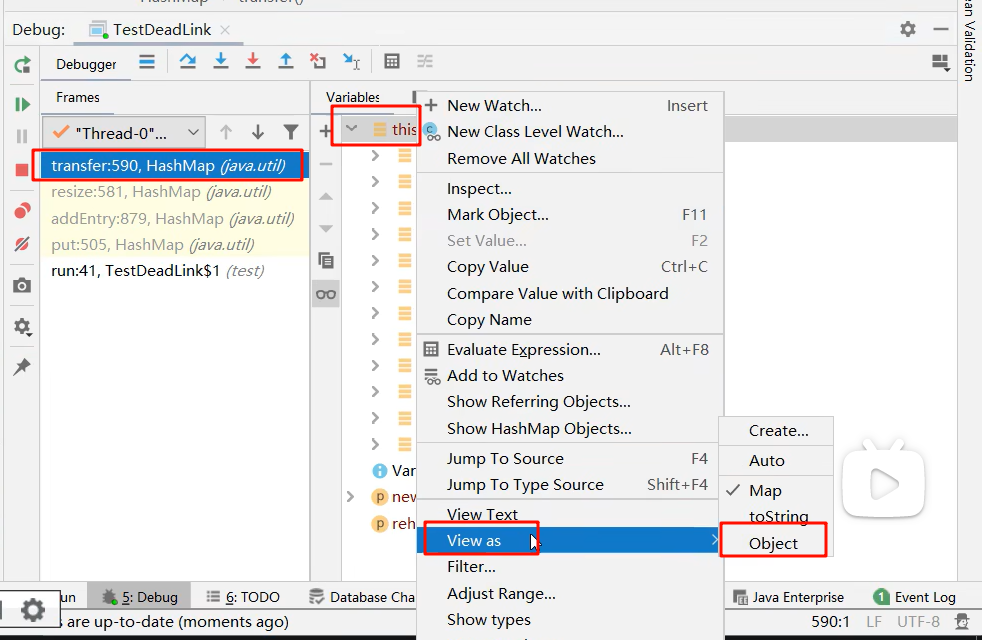 HashMap transfer()
Debug: TestDeadLink
Debugger
Frames
Variables
"Thread-0"...
this
transfer:590, HashMap (java.util)
resize:581, HashMap (java.util)
addEntry:879, HashMap (java.util)
put:505, HashMap (java.util)
run:41, TestDeadLink$1 (test)
Var
new
reh
New Watch... Insert
New Class Level Watch...
Remove All Watches
Inspect...
Mark Object... F11
Set Value... F2
Copy Value Ctrl+C
Compare Value with Clipboard
Copy Name
Evaluate Expression... Alt+F8
Add to Watches
Show Referring Objects...
Show HashMap Objects...
Jump To Source F4
Jump To Type Source Shift+F4
View Text
View as
Filter...
Adjust Range...
Show types
Create...
Auto
Map
toString
Object
an Validation
un
5: Debug
6: TODO
Database Cha
Java Enterprise
1 Event Log
s are up-to-date (moments ago)
590:1 LF UTF-8